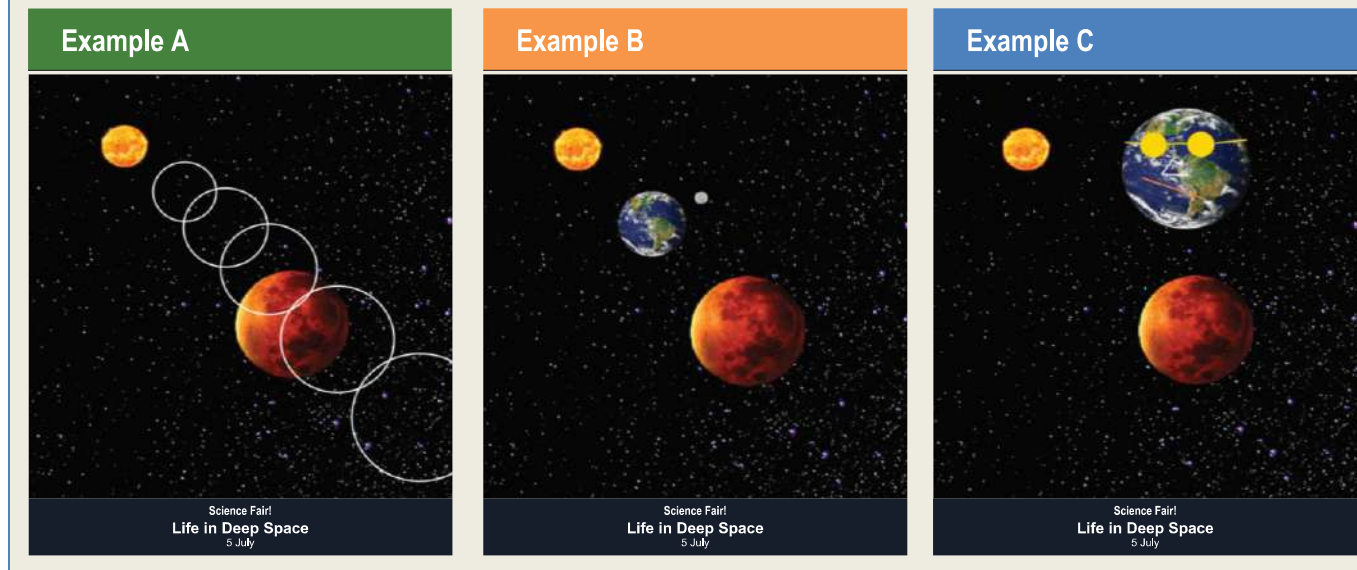 Example A
Example B
Example C
Science Fair!
Life in Deep Space
5 July
Science Fair!
Life in Deep Space
5 July
Science Fair!
Life in Deep Space
5 July